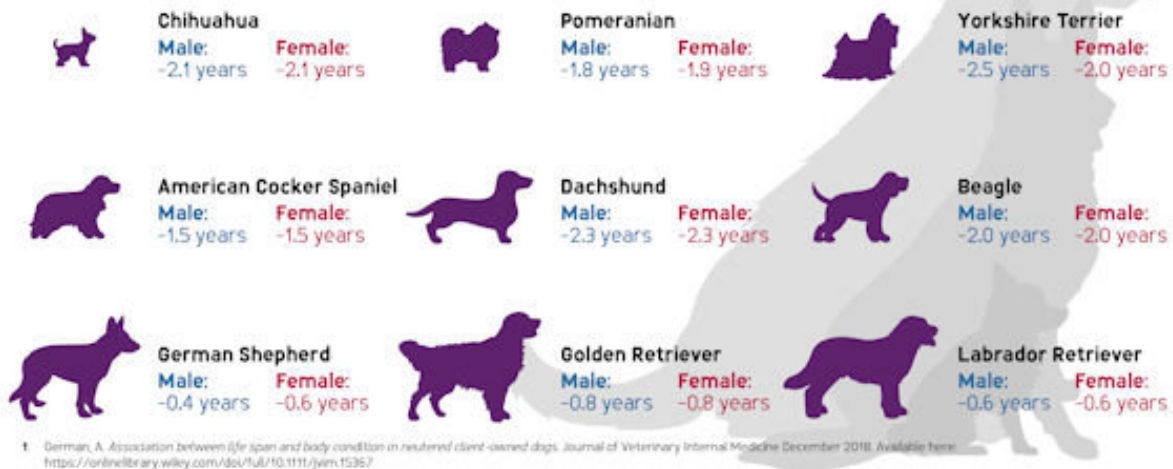 Chihuahua
Male: Female:
-2.1 years -2.1 years
Pomeranian
Male: Female:
-1.8 years -1.9 years
Yorkshire Terrier
Male: Female:
-2.5 years -2.0 years
American Cocker Spaniel
Male: Female:
-1.5 years -1.5 years
Dachshund
Male: Female:
-2.3 years -2.3 years
Beagle
Male: Female:
-2.0 years -2.0 years
German Shepherd
Male: Female:
-0.4 years -0.6 years
Golden Retriever
Male: Female:
-0.8 years -0.8 years
Labrador Retriever
Male: Female:
-0.6 years -0.6 years
1. German, A. Association between life span and body condition in neutered client-owned dogs. Journal of Veterinary Internal Medicine December 2018. Available here:
https://onlinelibrary.wiley.com/doi/full/10.1111/jvim.15367